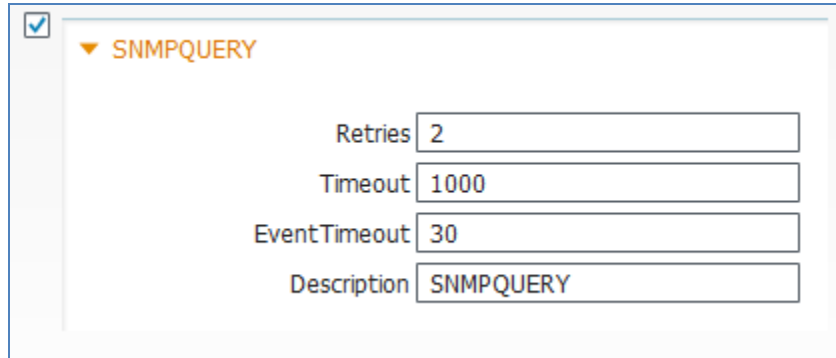 SNMPQUERY
Retries 2
Timeout 1000
EventTimeout 30
Description SNMPQUERY